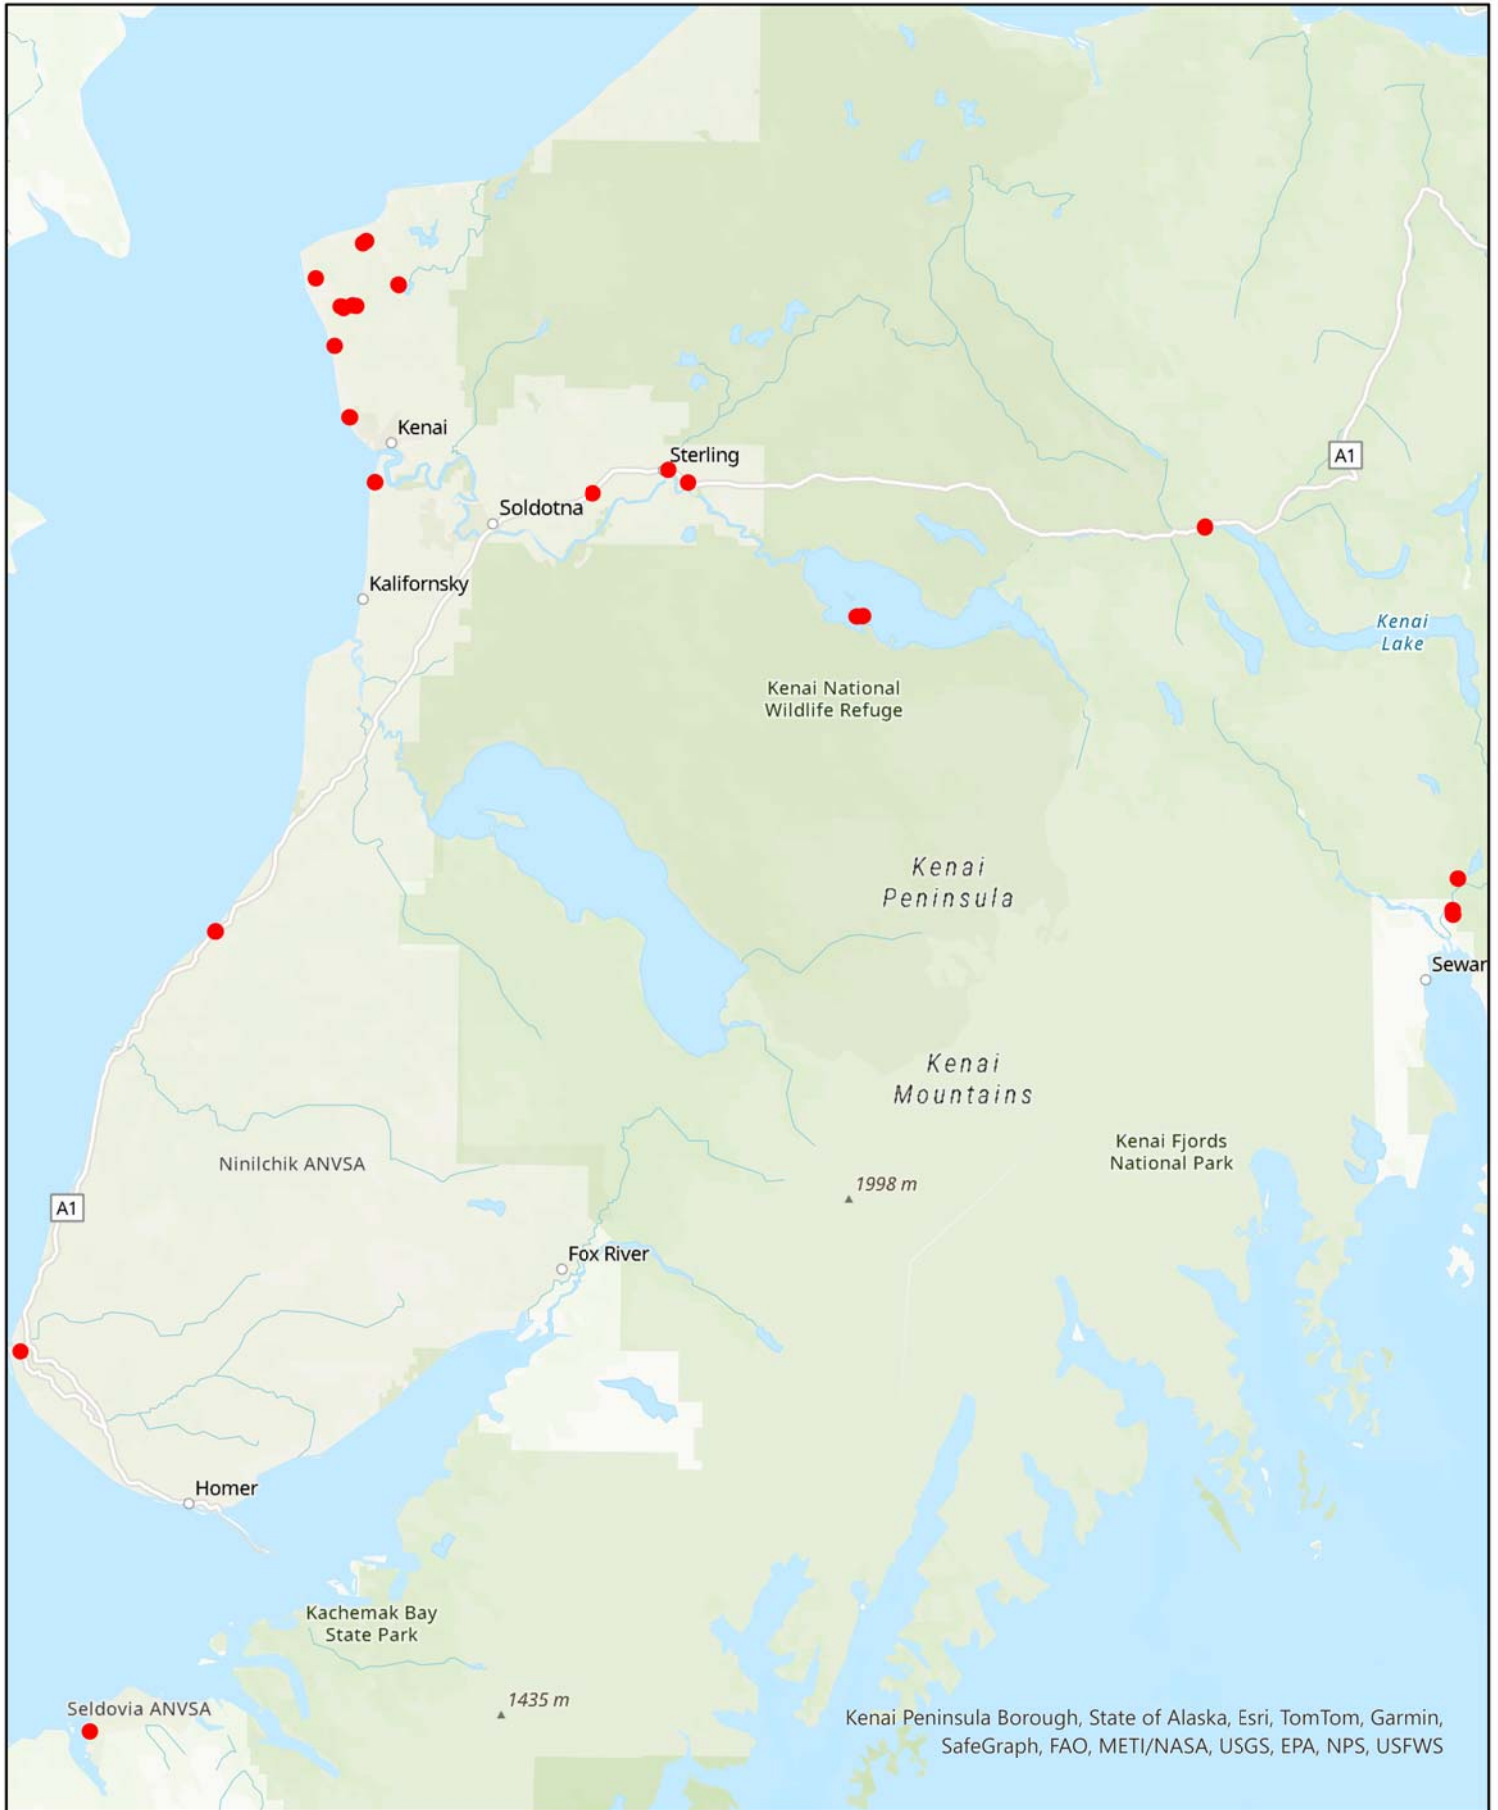 Kenai
Sterling
A1
Soldotna
Kalifornsky
Kenai
Lake
Kenai National
Wildlife Refuge
Kenai
Peninsula
Sewar
Kenai
Mountains
Kenai Fjords
National Park
Ninilchik ANVSA
1998 m
A1
Fox River
Homer
Kachemak Bay
State Park
Seldovia ANVSA
1435 m
Kenai Peninsula Borough, State of Alaska, Esri, TomTom, Garmin,
SafeGraph, FAO, METI/NASA, USGS, EPA, NPS, USFWS